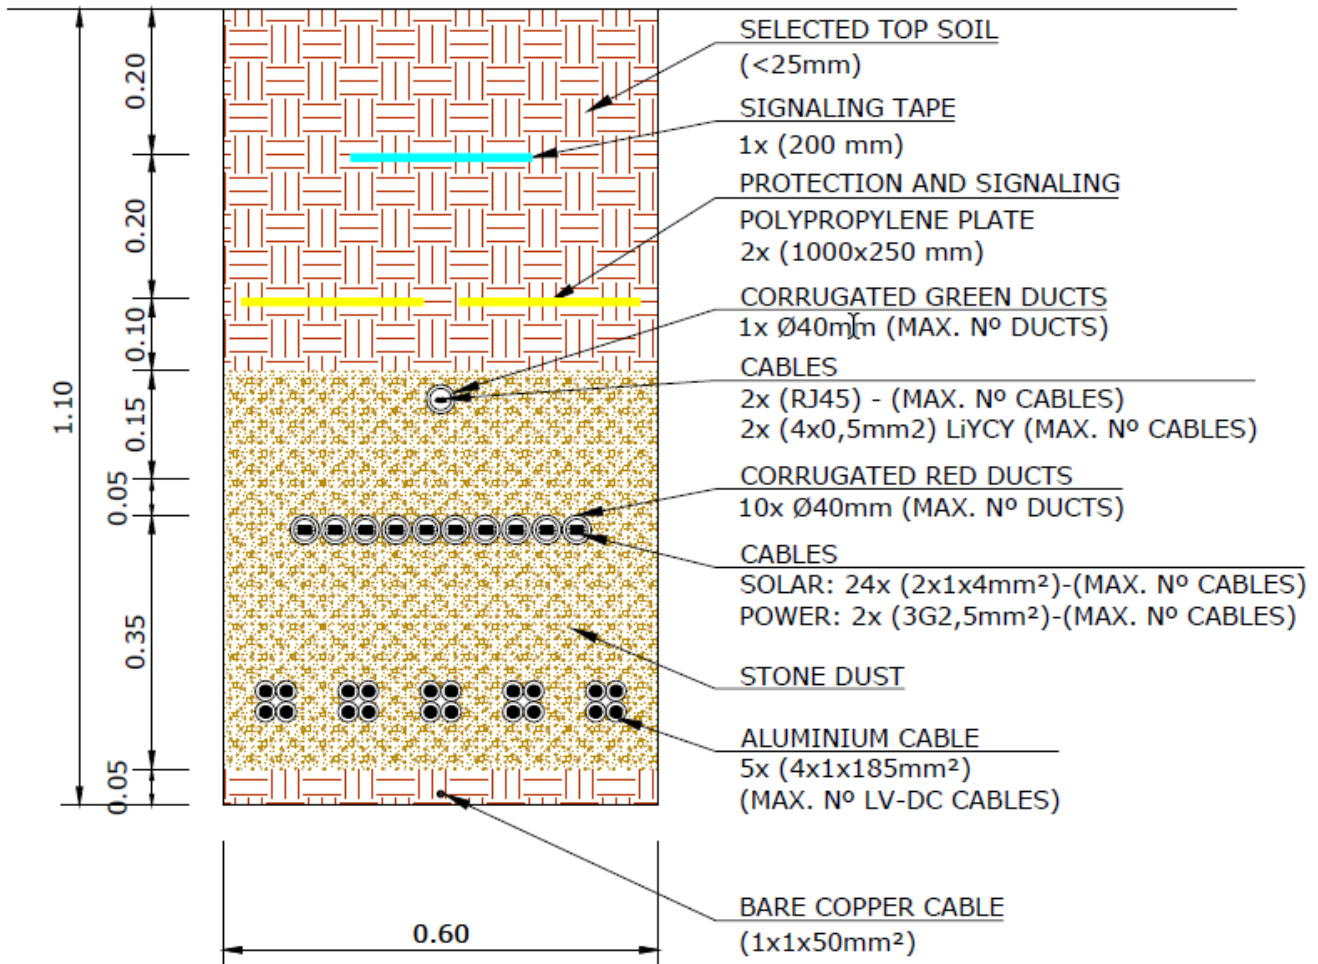 SELECTED TOP SOIL
(<25mm)
SIGNALING TAPE
1x (200 mm)
PROTECTION AND SIGNALING
POLYPROPYLENE PLATE
2x (1000x250 mm)
CORRUGATED GREEN DUCTS
1x Ø40mm (MAX. Nº DUCTS)
CABLES
2x (RJ45) - (MAX. Nº CABLES)
2x (4x0,5mm2) LiYCY (MAX. Nº CABLES)
CORRUGATED RED DUCTS
10x Ø40mm (MAX. Nº DUCTS)
CABLES
SOLAR: 24x (2x1x4mm²)-(MAX. Nº CABLES)
POWER: 2x (3G2,5mm²)-(MAX. Nº CABLES)
STONE DUST
ALUMINIUM CABLE
5x (4x1x185mm²)
(MAX. Nº LV-DC CABLES)
BARE COPPER CABLE
(1x1x50mm²)
1.10
0.20
0.20
0.10
0.15
0.05
0.35
0.05
0.60